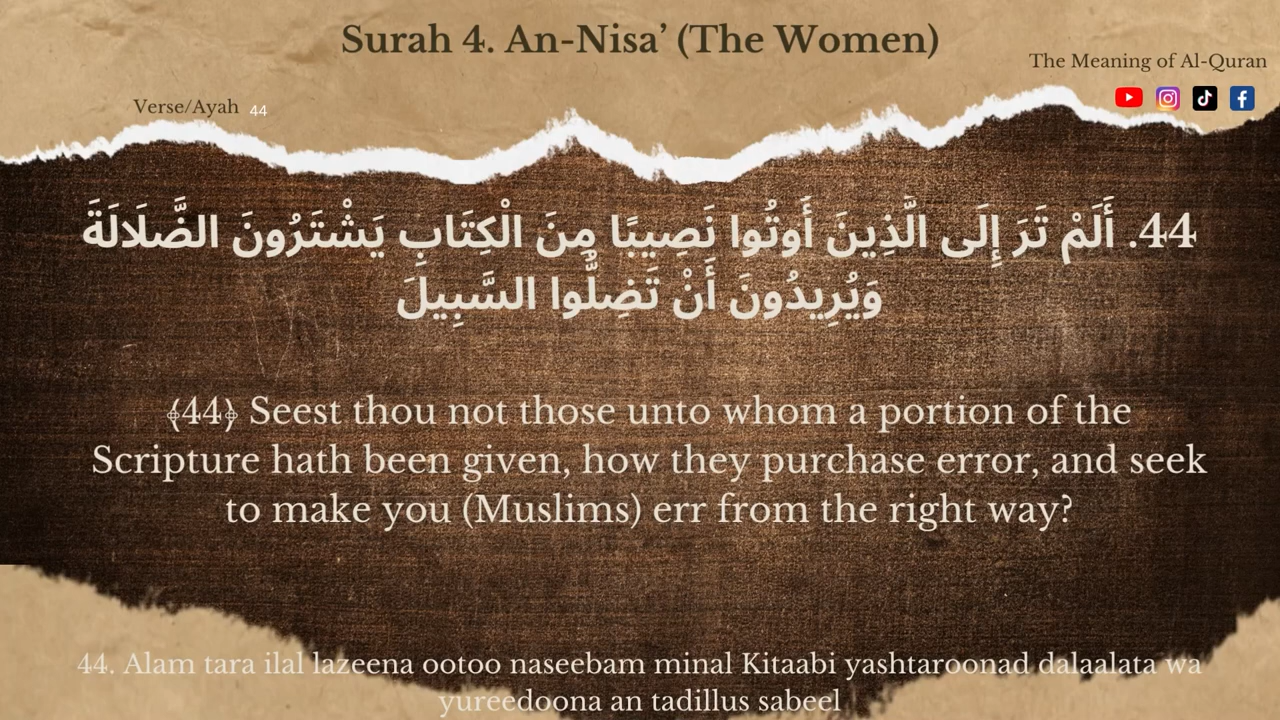 Surah 4. An-Nisa’ (The Women)
The Meaning of Al-Quran
Verse/Ayah 44
44. أَلَمْ تَرَ إِلَى الَّذِينَ أُوتُوا نَصِيبًا مِنَ الْكِتَابِ يَشْتَرُونَ الضَّلَالَةَ
وَيُرِيدُونَ أَنْ تَضِلُّوا السَّبِيلَ
﴾44﴿ Seest thou not those unto whom a portion of the
Scripture hath been given, how they purchase error, and seek
to make you (Muslims) err from the right way?
44. Alam tara ilal lazeena ootoo naseebam minal Kitaabi yashtaroonad dalaalata wa
yureedoona an tadillus sabeel